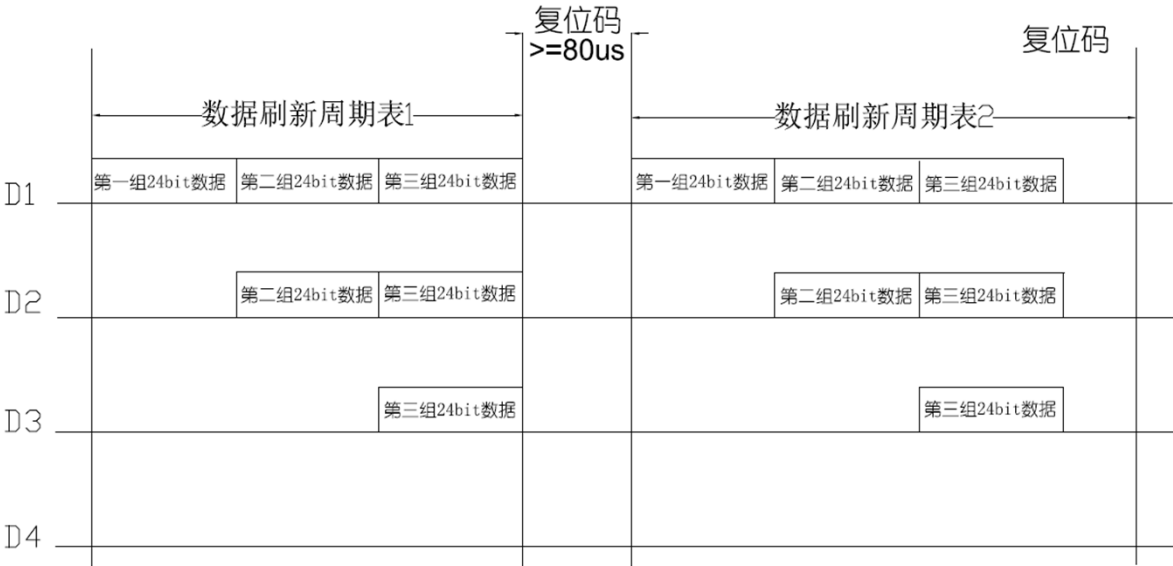 复位码
>=80us
复位码
数据刷新周期表1
数据刷新周期表2
D1
第一组24bit数据
第二组24bit数据
第三组24bit数据
第一组24bit数据
第二组24bit数据
第三组24bit数据
D2
第二组24bit数据
第三组24bit数据
第二组24bit数据
第三组24bit数据
D3
第三组24bit数据
第三组24bit数据
D4